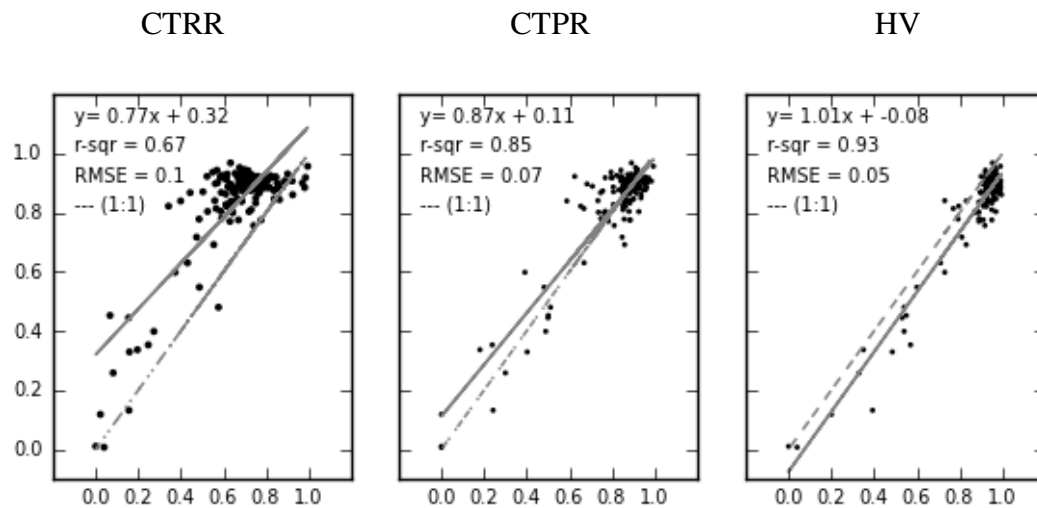 CTRR CTPR HV
y= 0.77x + 0.32
r-sqr = 0.67
RMSE = 0.1
--- (1:1)
y= 0.87x + 0.11
r-sqr = 0.85
RMSE = 0.07
--- (1:1)
y= 1.01x + -0.08
r-sqr = 0.93
RMSE = 0.05
--- (1:1)
1.0
0.8
0.6
0.4
0.2
0.0
0.0 0.2 0.4 0.6 0.8 1.0
0.0 0.2 0.4 0.6 0.8 1.0
0.0 0.2 0.4 0.6 0.8 1.0